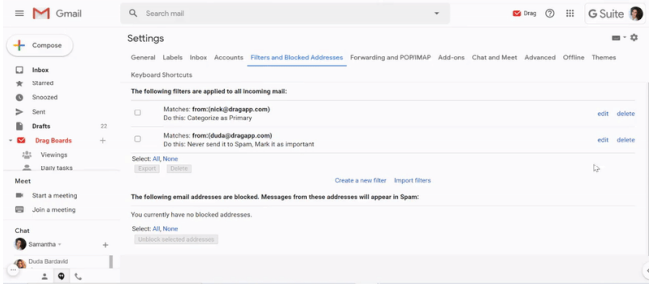 Gmail
Search mail
Drag
G Suite
Compose
Inbox
Starred
Snoozed
Sent
Drafts 22
Drag Boards
Viewings
Daily tasks
Meet
Start a meeting
Join a meeting
Chat
Samantha
Duda Bardavid
Settings
General Labels Inbox Accounts Filters and Blocked Addresses Forwarding and POP/IMAP Add-ons Chat and Meet Advanced Offline Themes
Keyboard Shortcuts
The following filters are applied to all incoming mail:
Matches: from:(nick@dragapp.com)
Do this: Categorize as Primary
edit delete
Matches: from:(duda@dragapp.com)
Do this: Never send it to Spam, Mark it as important
edit delete
Select: All, None
Export Delete
Create a new filter Import filters
The following email addresses are blocked. Messages from these addresses will appear in Spam:
You currently have no blocked addresses.
Select: All, None
Unblock selected addresses